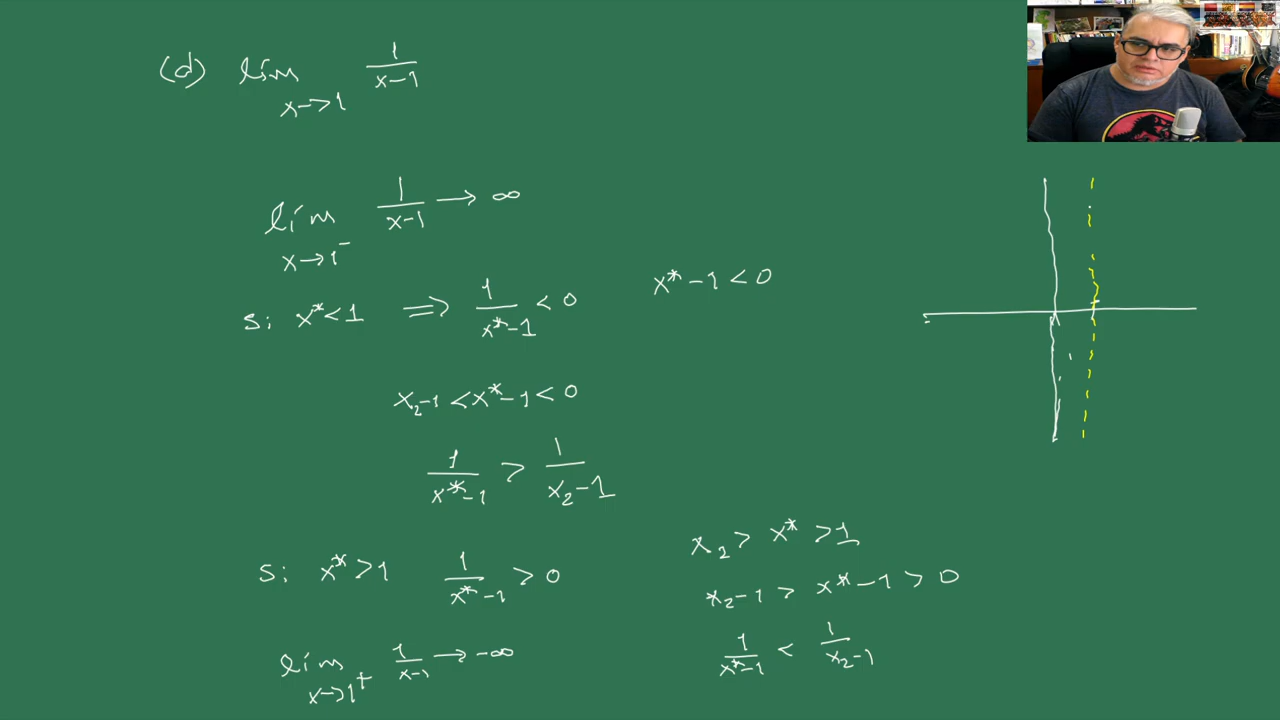 (d) lím x→1 1/(x-1)
lím x→1⁻ 1/(x-1) → ∞
Si x*<1 ⇒ 1/(x*-1) < 0
x*-1<0
x₂-1 < x*-1 < 0
1/(x*-1) > 1/(x₂-1)
Si x*>1 1/(x*-1) > 0
lím x→1⁺ 1/(x-1) → -∞
x₂ > x* > 1
x₂-1 > x*-1 > 0
1/(x*-1) < 1/(x₂-1)